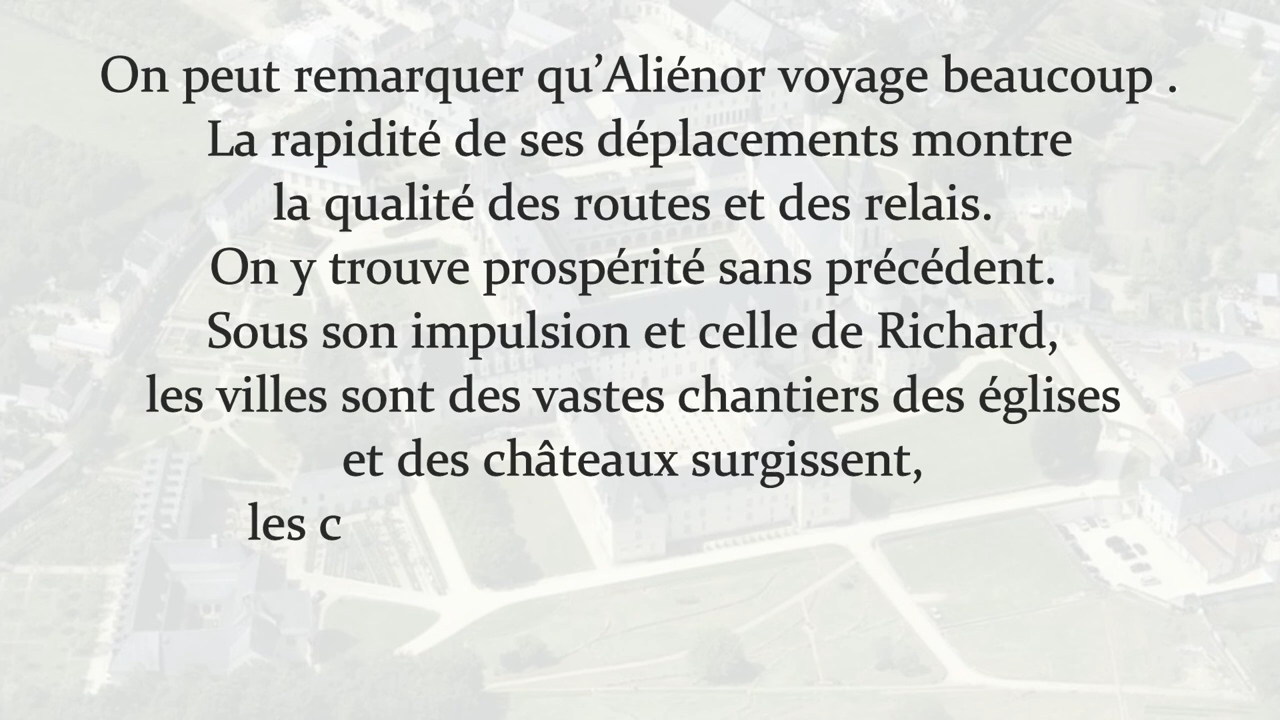 On peut remarquer qu’Aliénor voyage beaucoup .
La rapidité de ses déplacements montre
la qualité des routes et des relais.
On y trouve prospérité sans précédent.
Sous son impulsion et celle de Richard,
les villes sont des vastes chantiers des églises
et des châteaux surgissent,
les c